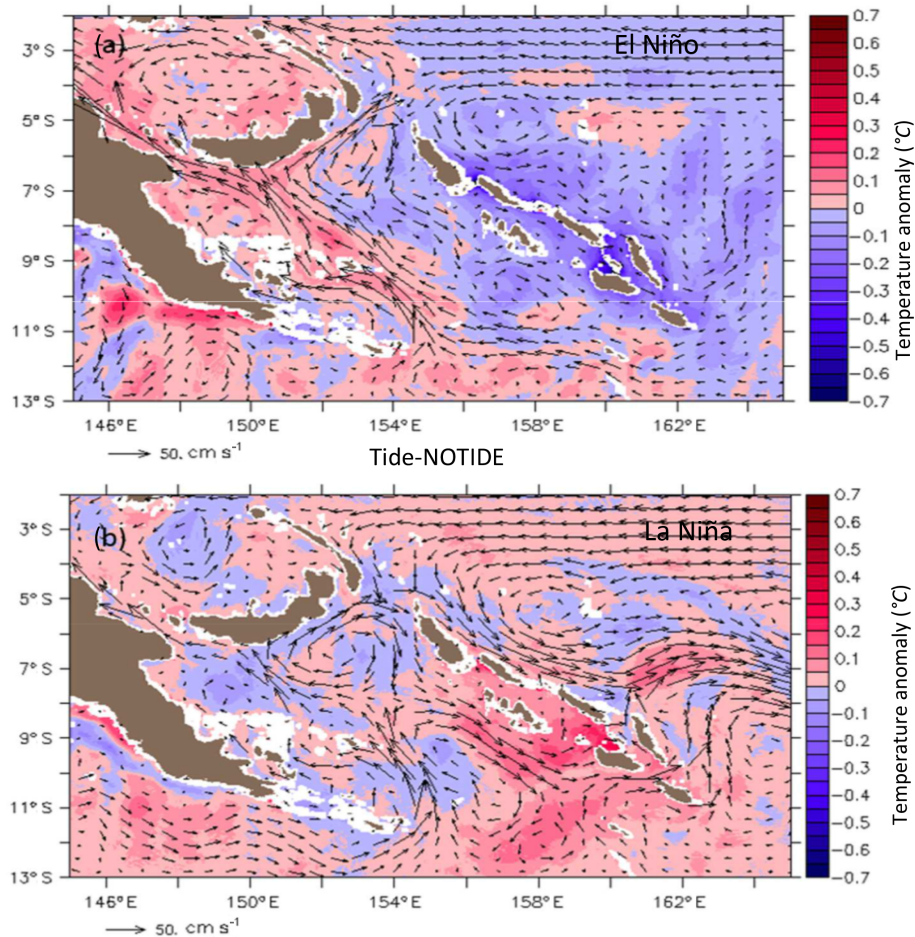 (a)
El Niño
3°S
5°S
7°S
9°S
11°S
13°S
146°E 150°E 154°E 158°E 162°E
50. cm s-1
0.7
0.6
0.5
0.4
0.3
0.2
0.1
0
−0.1
−0.2
−0.3
−0.4
−0.5
−0.6
−0.7
Temperature anomaly (°C)
Tide-NOTIDE
(b)
La Niña
3°S
5°S
7°S
9°S
11°S
13°S
146°E 150°E 154°E 158°E 162°E
50. cm s-1
0.7
0.6
0.5
0.4
0.3
0.2
0.1
0
−0.1
−0.2
−0.3
−0.4
−0.5
−0.6
−0.7
Temperature anomaly (°C)